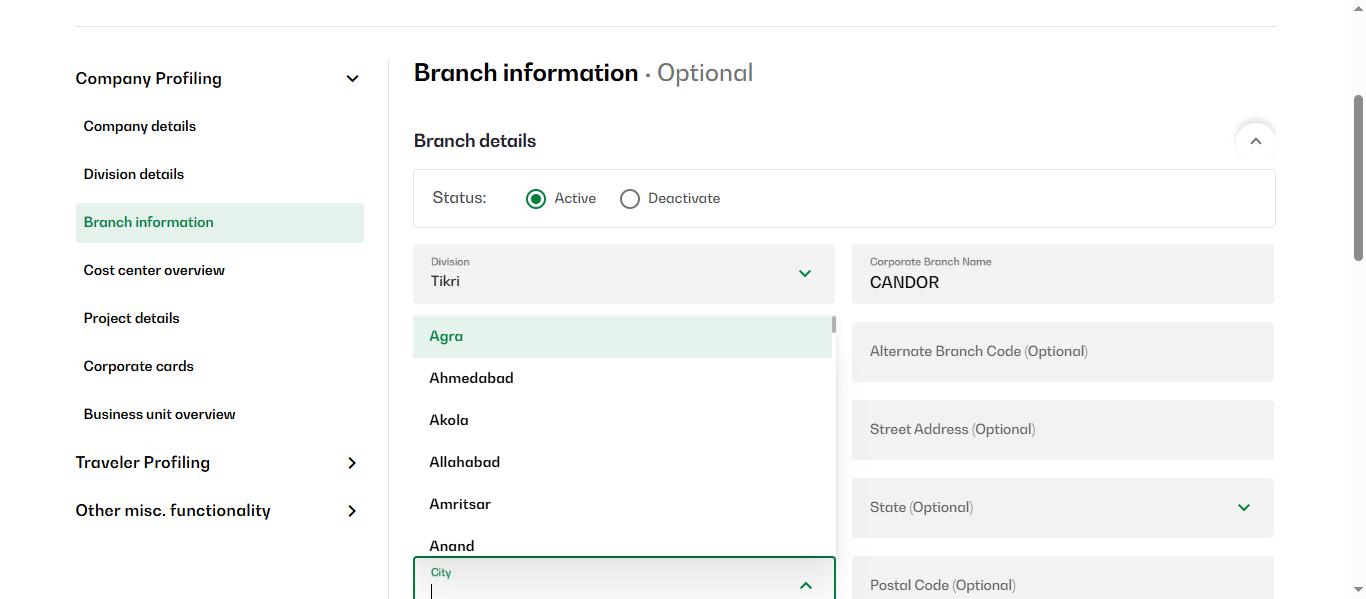 Company Profiling
Company details
Division details
Branch information
Cost center overview
Project details
Corporate cards
Business unit overview
Traveler Profiling
Other misc. functionality
Branch information · Optional
Branch details
Status: Active Deactivate
Division
Tikri
Corporate Branch Name
CANDOR
Agra
Ahmedabad
Akola
Allahabad
Amritsar
Anand
City
Alternate Branch Code (Optional)
Street Address (Optional)
State (Optional)
Postal Code (Optional)